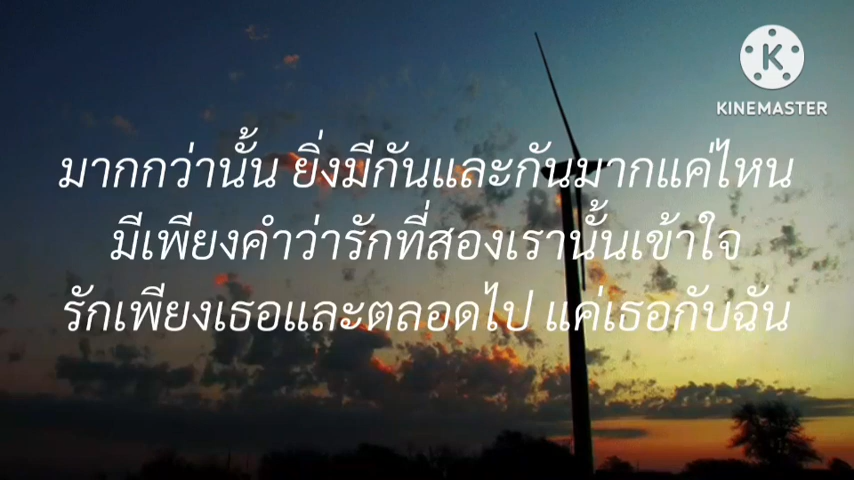 KINEMASTER
มากกว่านั้น ยิ่งมีกันและกันมากแค่ไหน
มีเพียงคำว่ารักที่สองเรานั้นเข้าใจ
รักเพียงเธอและตลอดไป แค่เธอกับฉัน